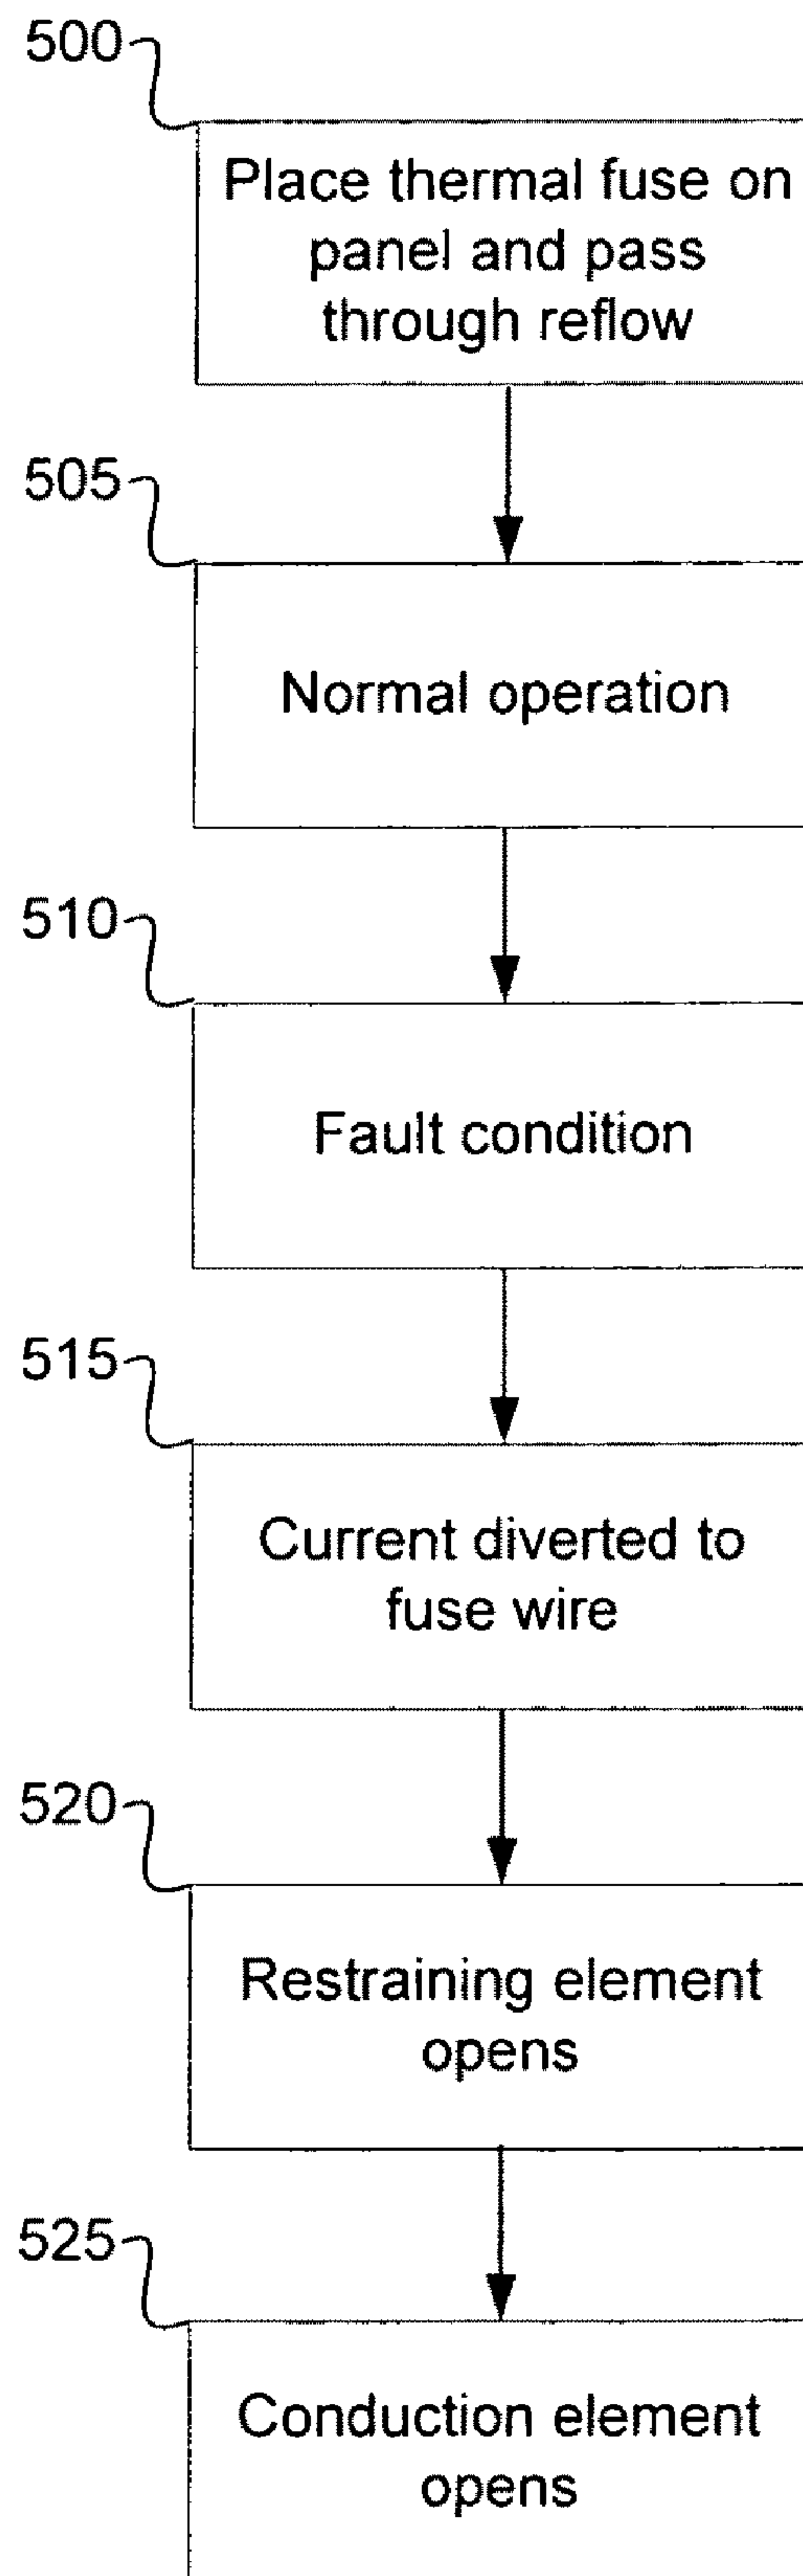 500
Place thermal fuse on
panel and pass
through reflow
505
Normal operation
510
Fault condition
515
Current diverted to
fuse wire
520
Restraining element
opens
525
Conduction element
opens